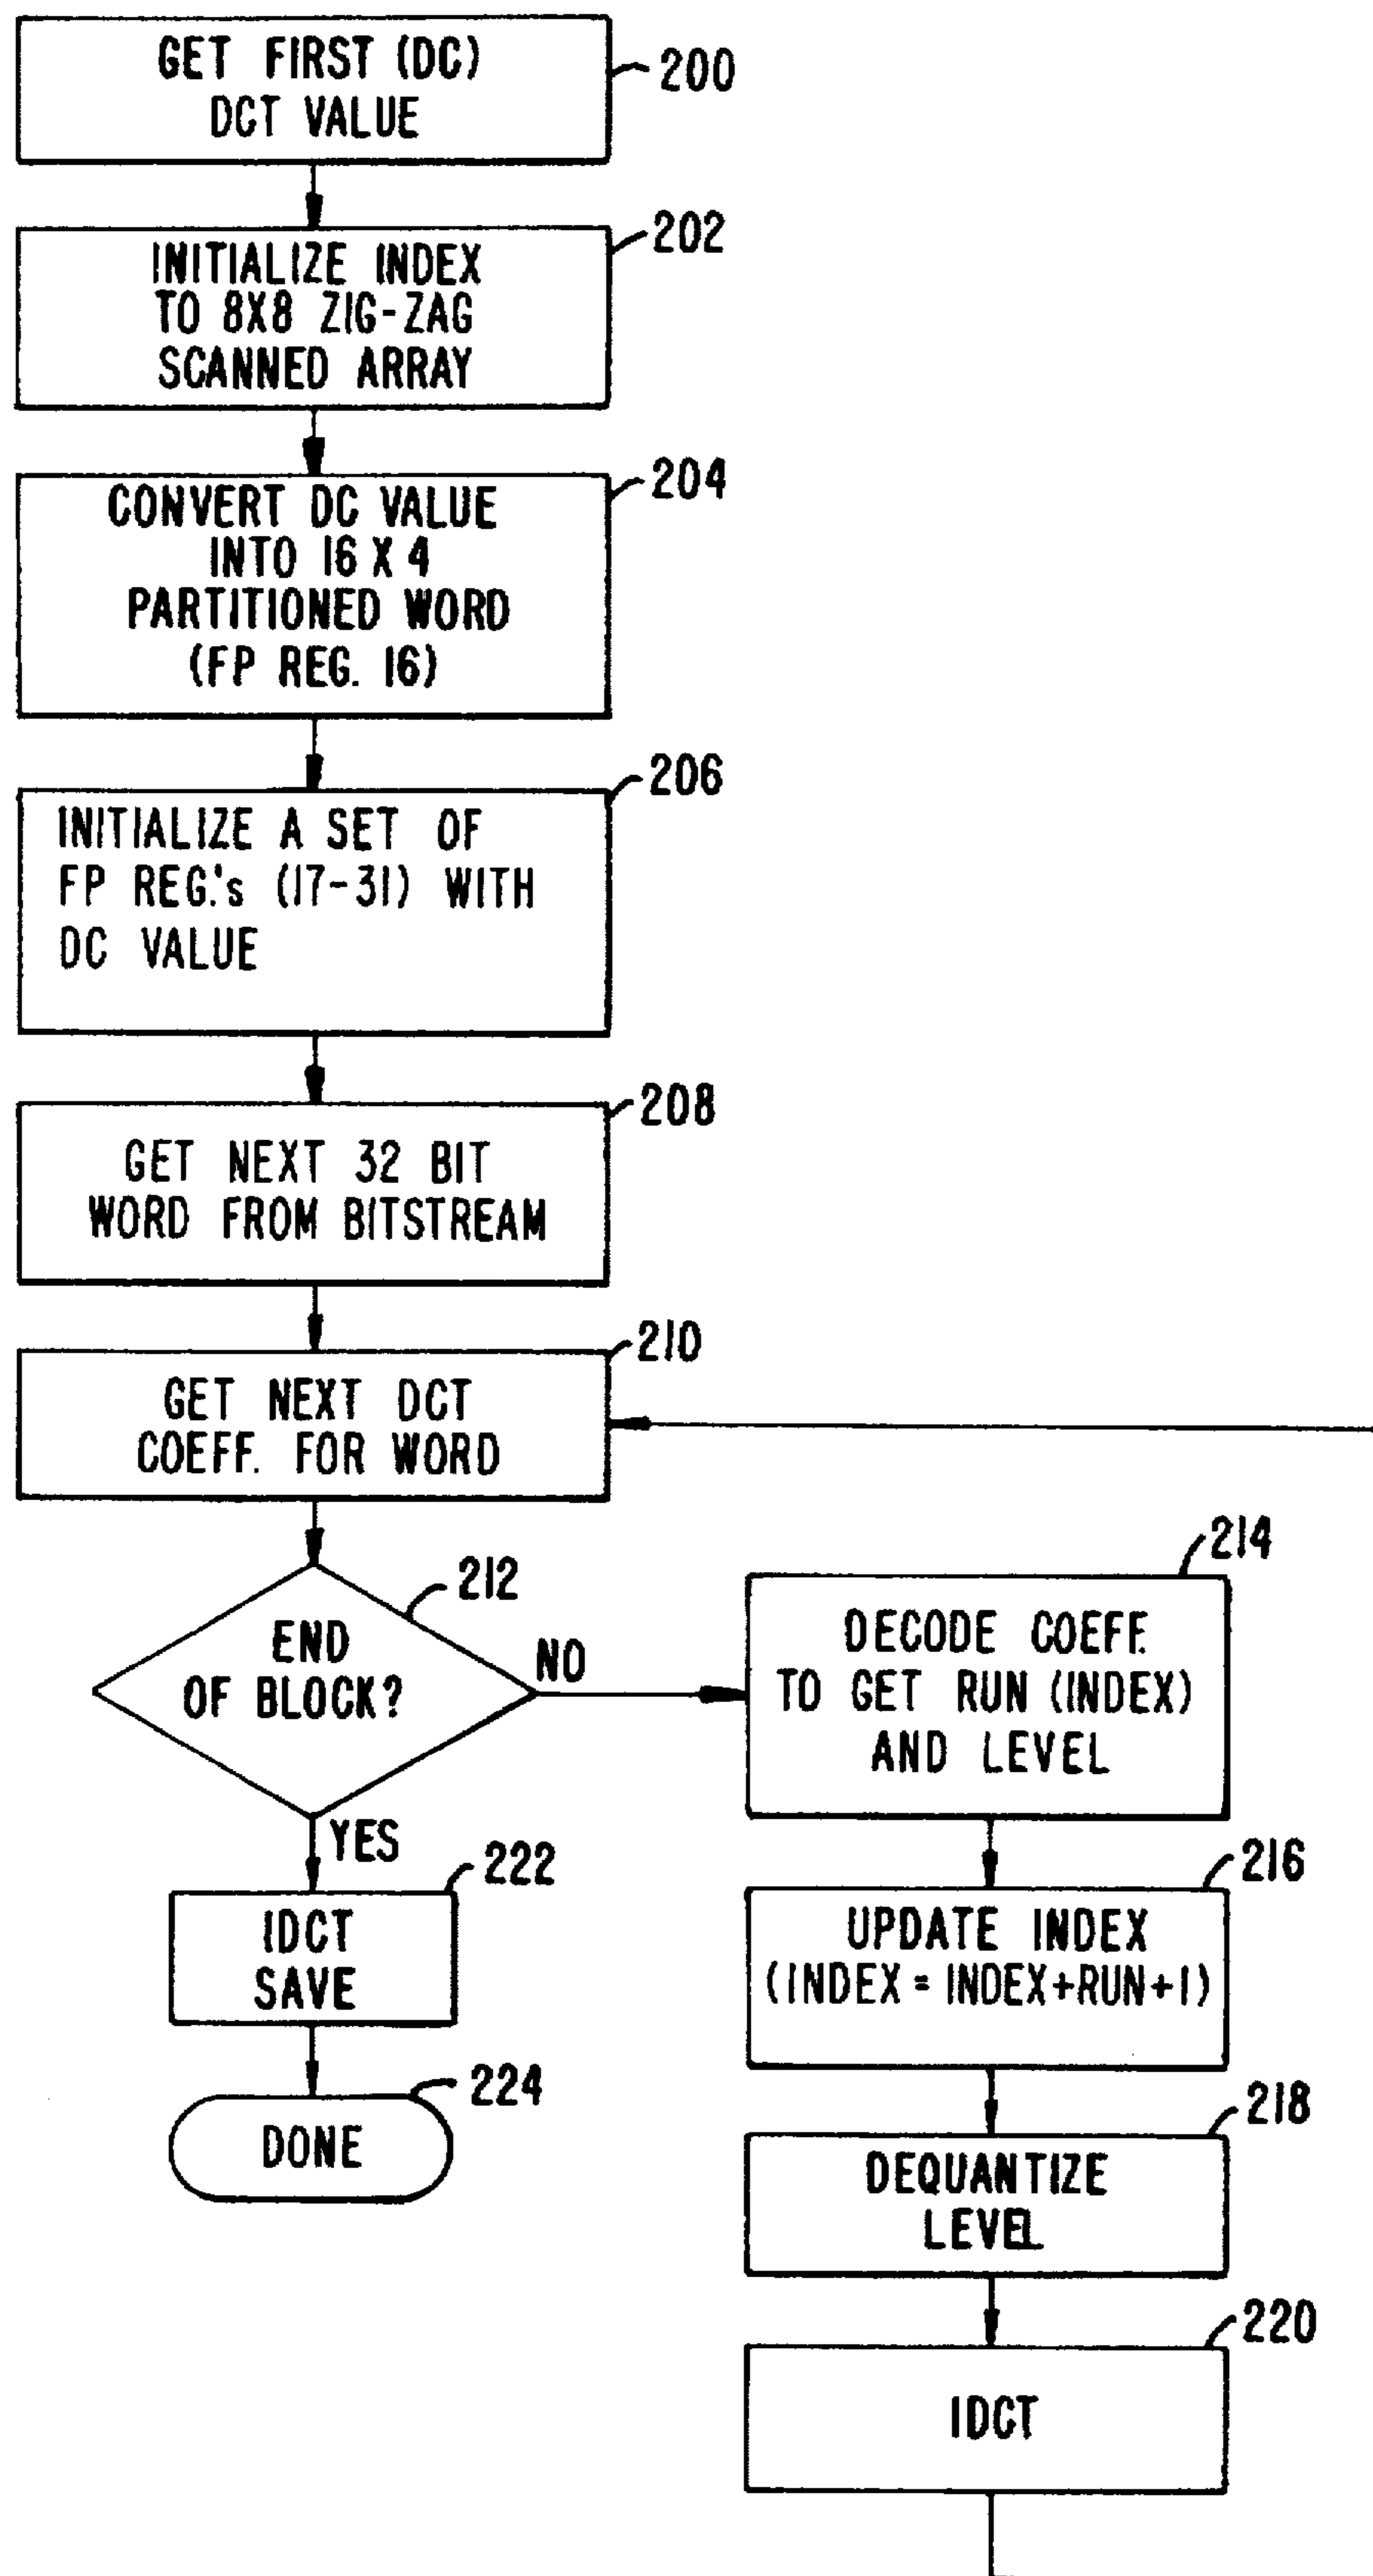 GET FIRST (DC)
DCT VALUE
200
INITIALIZE INDEX
TO 8X8 ZIG-ZAG
SCANNED ARRAY
202
CONVERT DC VALUE
INTO 16 X 4
PARTITIONED WORD
(FP REG. 16)
204
INITIALIZE A SET OF
FP REG.'s (17-31) WITH
DC VALUE
206
GET NEXT 32 BIT
WORD FROM BITSTREAM
208
GET NEXT DCT
COEFF. FOR WORD
210
END
OF BLOCK?
212
NO
YES
DECODE COEFF.
TO GET RUN (INDEX)
AND LEVEL
214
UPDATE INDEX
(INDEX = INDEX+RUN+1)
216
DEQUANTIZE
LEVEL
218
IDCT
220
IDCT
SAVE
222
DONE
224